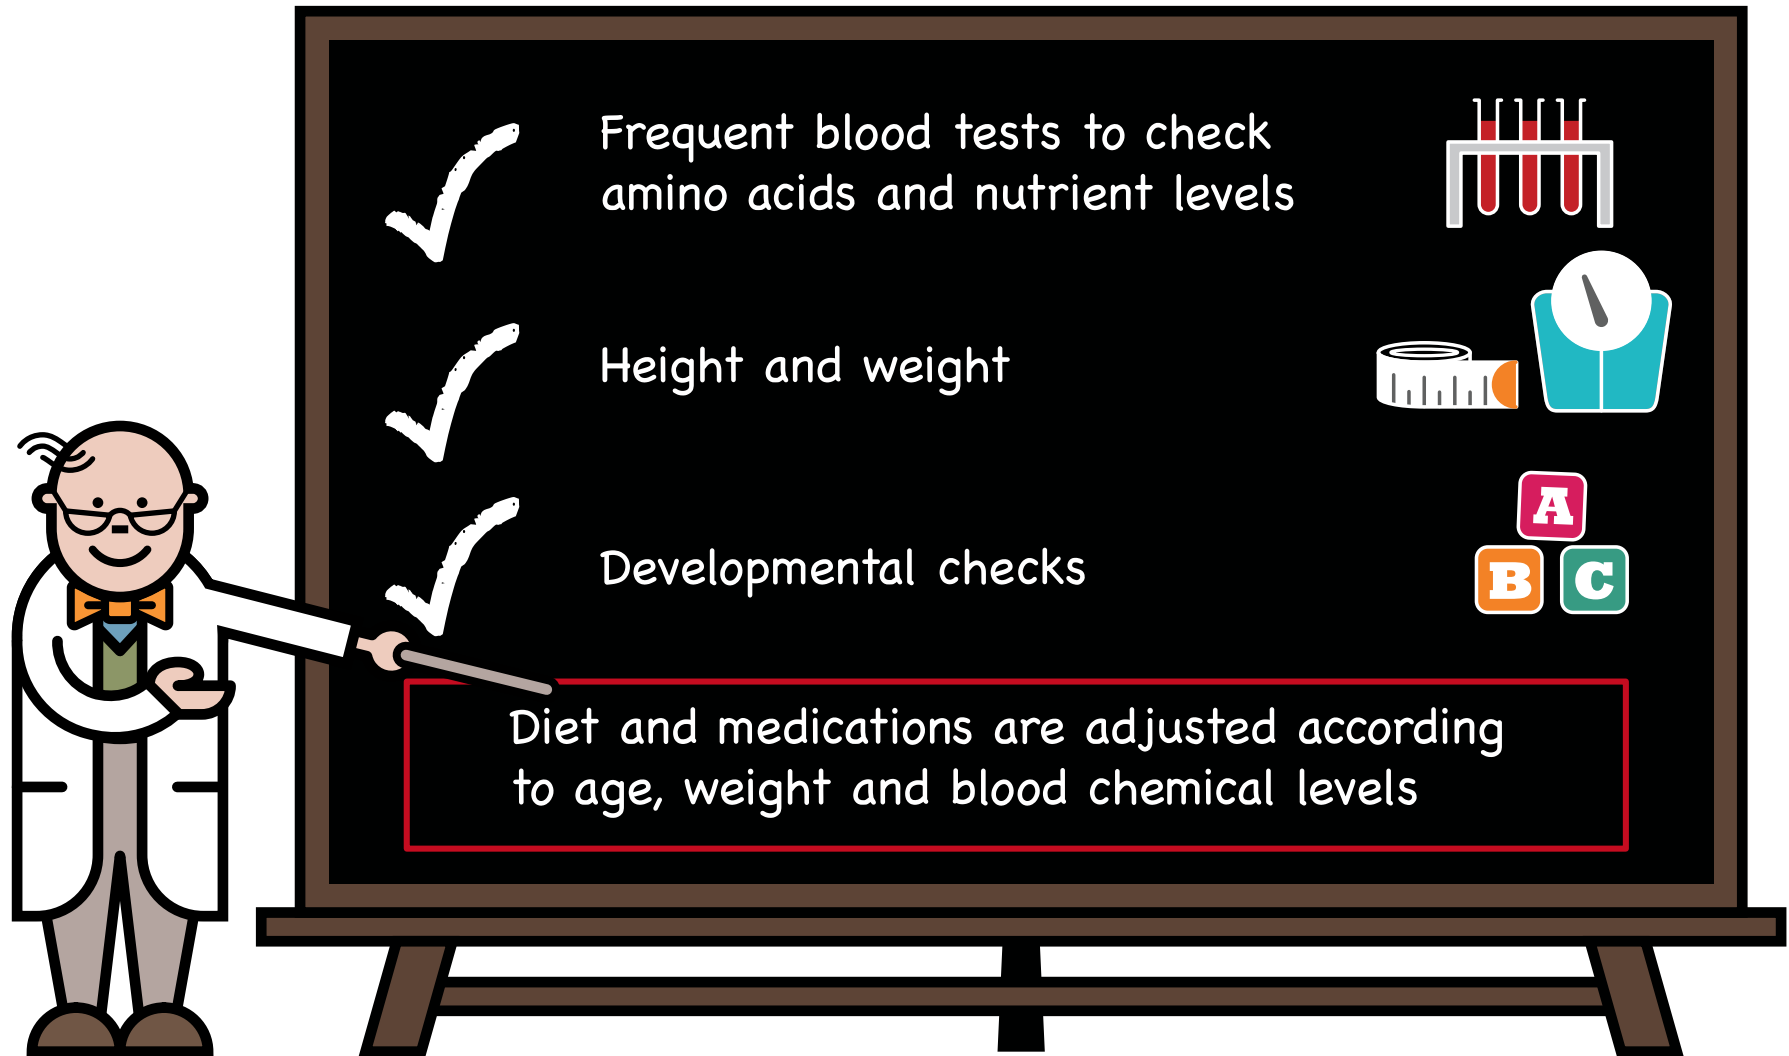 Frequent blood tests to check
amino acids and nutrient levels
Height and weight
A
B C
Developmental checks
Diet and medications are adjusted according
to age, weight and blood chemical levels